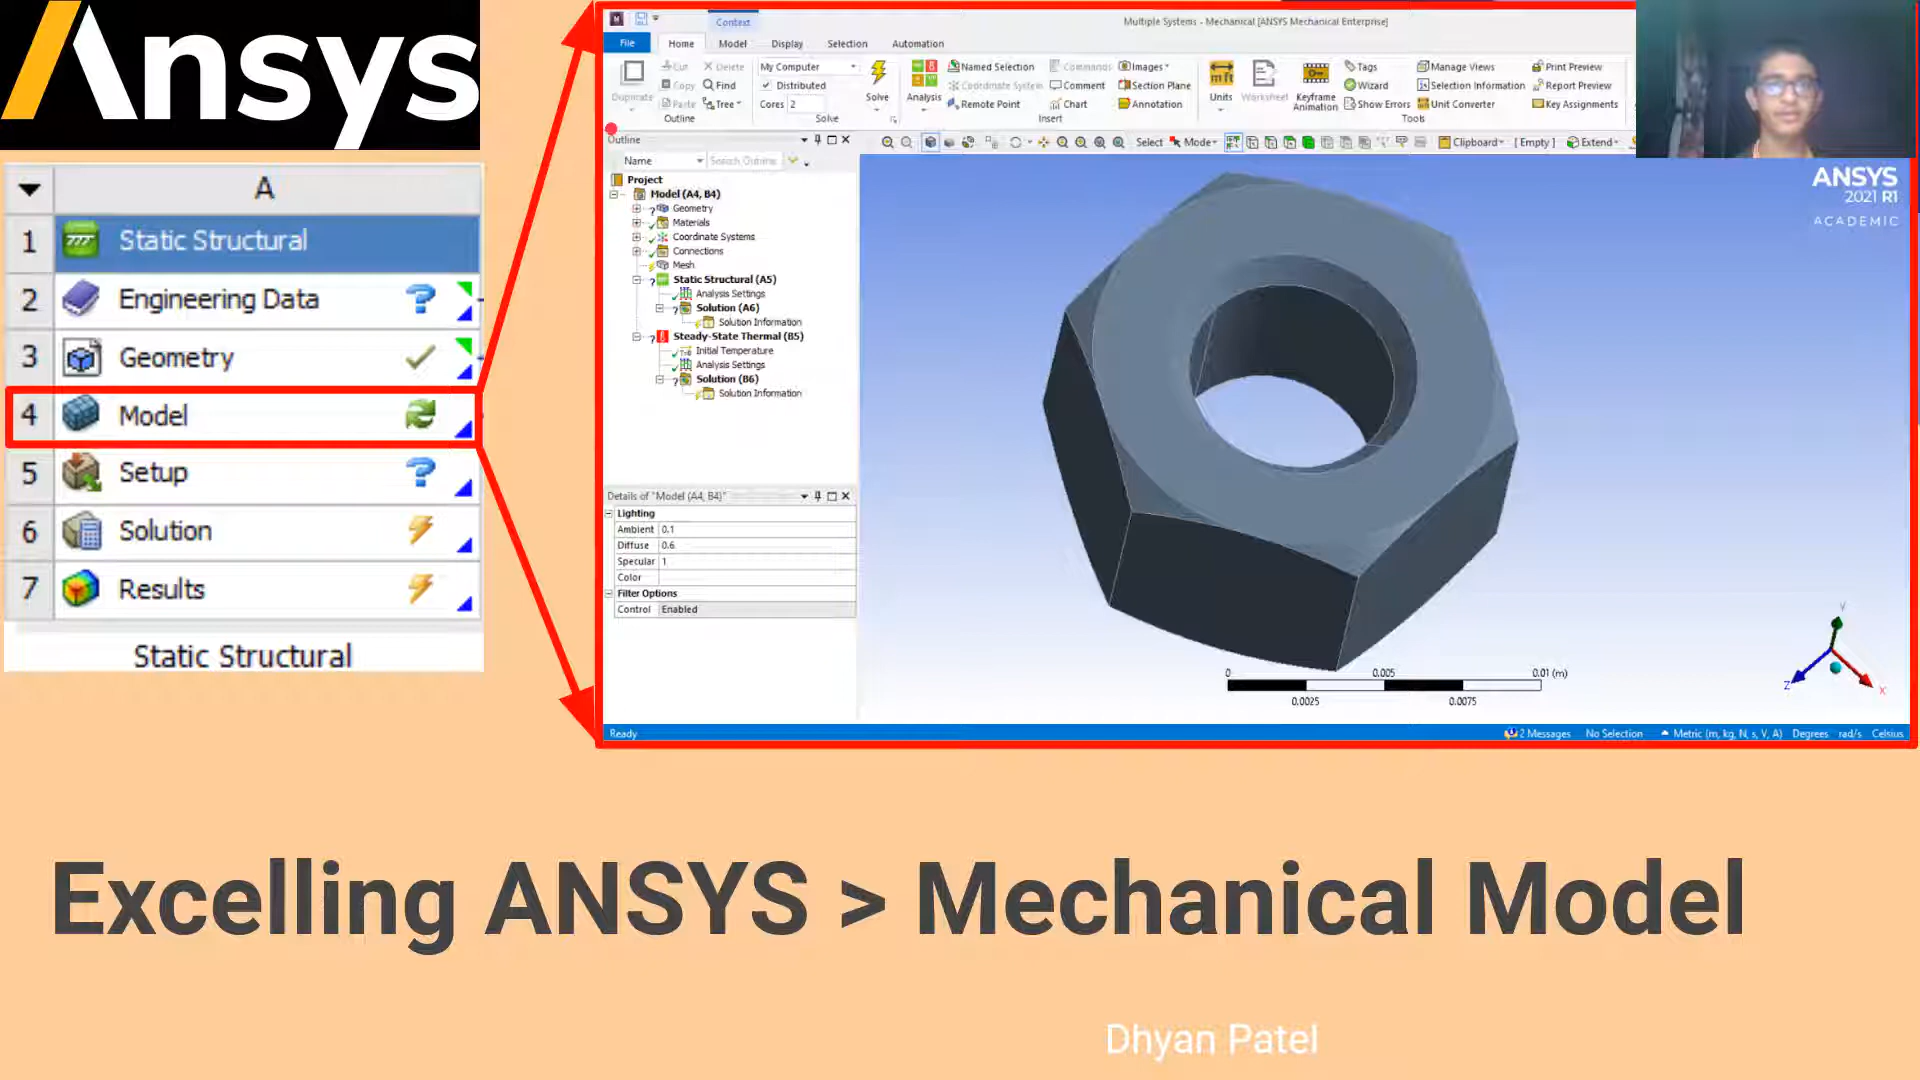 Ansys
A
1 Static Structural
2 Engineering Data
3 Geometry
4 Model
5 Setup
6 Solution
7 Results
Static Structural
Context
Multiple Systems - Mechanical [ANSYS Mechanical Enterprise]
File Home Model Display Selection Automation
Duplicate
Cut Delete
Copy Find
Paste Tree
Outline
My Computer
Distributed
Cores 2
Solve
Solve
Analysis
Named Selection Commands Images
Coordinate System Comment Section Plane
Remote Point Chart Annotation
Insert
Units
Worksheet
Keyframe
Animation
Tags Manage Views Print Preview
Wizard Selection Information Report Preview
Show Errors Unit Converter Key Assignments
Tools
Outline
Select Mode Clipboard [ Empty ] Extend
Name Search Outline
Project
Model (A4, B4)
Geometry
Materials
Coordinate Systems
Connections
Mesh
Static Structural (A5)
Analysis Settings
Solution (A6)
Solution Information
Steady-State Thermal (B5)
Initial Temperature
Analysis Settings
Solution (B6)
Solution Information
Details of "Model (A4, B4)"
Lighting
Ambient 0.1
Diffuse 0.6
Specular 1
Color
Filter Options
Control Enabled
ANSYS
2021 R1
ACADEMIC
0 0.005 0.01 (m)
0.0025 0.0075
Y
Z
X
Ready
2 Messages No Selection Metric (m, kg, N, s, V, A) Degrees rad/s Celsius
Excelling ANSYS > Mechanical Model
Dhyan Patel